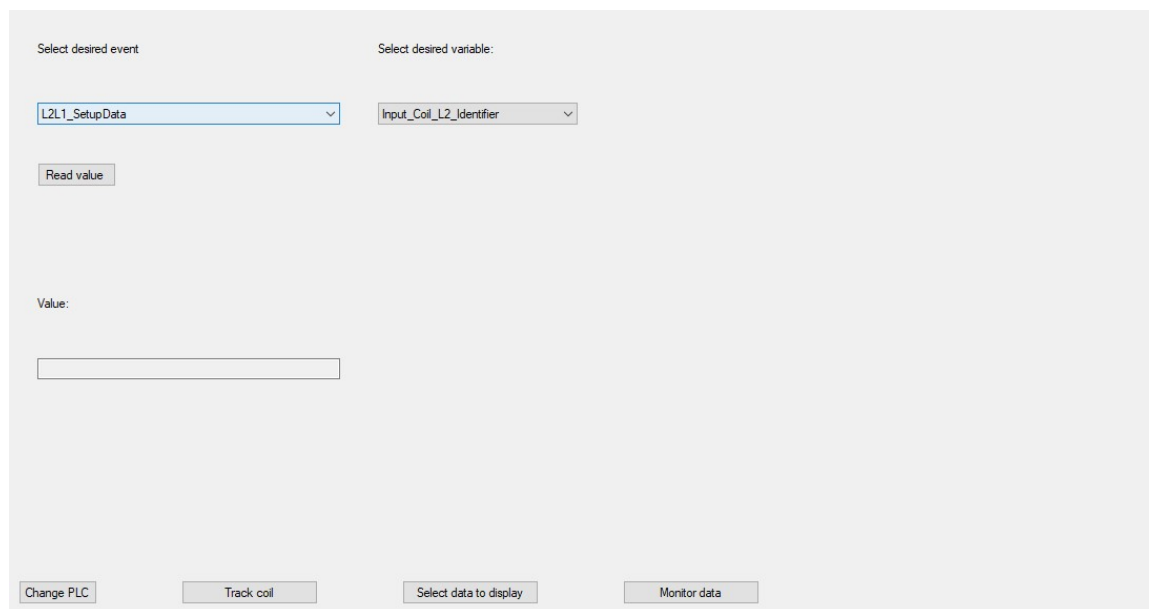 Select desired event
Select desired variable:
L2L1_SetupData
Input_Coil_L2_Identifier
Read value
Value:
Change PLC
Track coil
Select data to display
Monitor data